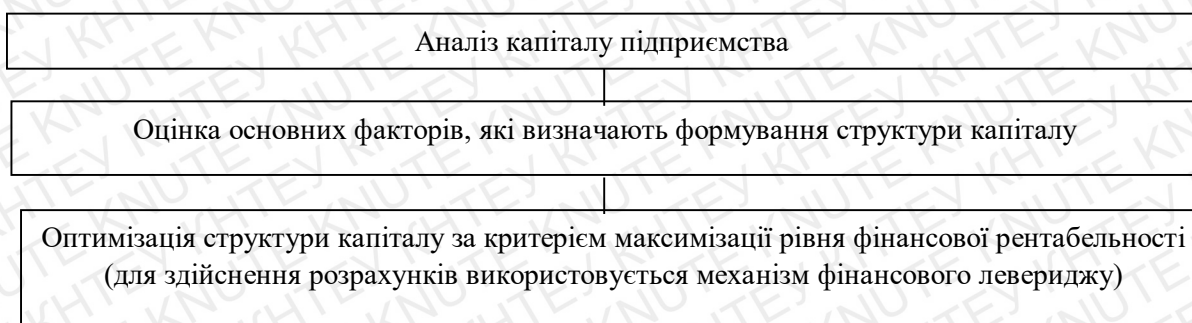 Аналіз капіталу підприємства
Оцінка основних факторів, які визначають формування структури капіталу
Оптимізація структури капіталу за критерієм максимізації рівня фінансової рентабельності
(для здійснення розрахунків використовується механізм фінансового левериджу)